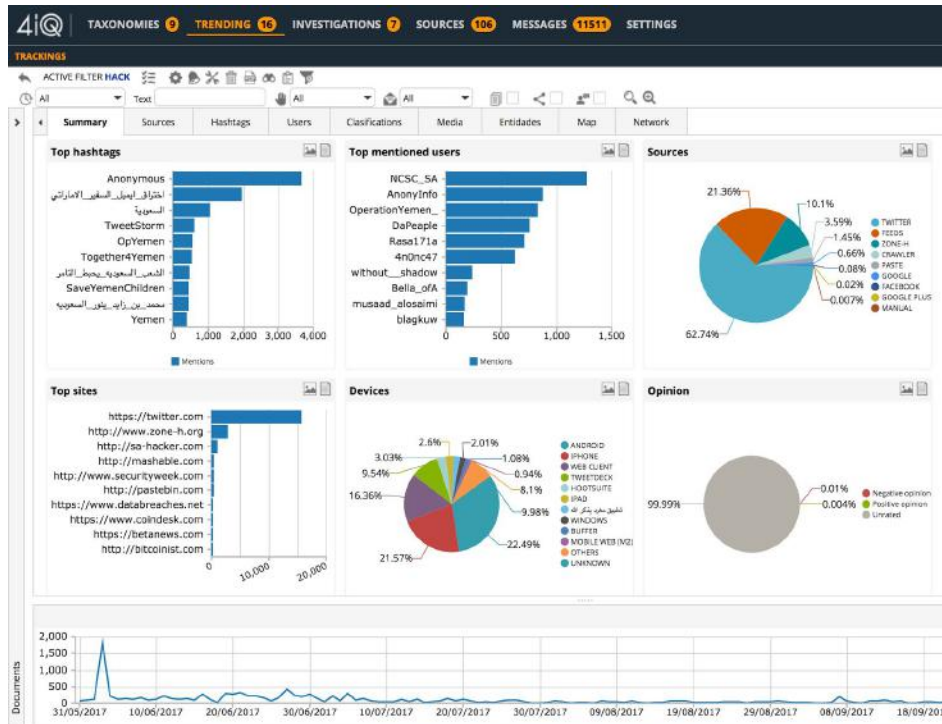 4iQ TAXONOMIES 9 TRENDING 16 INVESTIGATIONS 7 SOURCES 106 MESSAGES 11511 SETTINGS
TRACKINGS
ACTIVE FILTER HACK
All Text All All
Summary Sources Hashtags Users Clasifications Media Entidades Map Network
Top hashtags
Anonymous
اختراق_ايميل_السفير_الاماراتي
السعودية
TweetStorm
OpYemen
Together4Yemen
الشعب_السعوديه_يحبط_التامر
SaveYemenChildren
محمد_بن_زايد_يزور_السعوديه
Yemen
0 1,000 2,000 3,000 4,000
Mentions
Top mentioned users
NCSC_SA
AnonyInfo
OperationYemen_
DaPeaple
Rasa171a
4n0nc47
without__shadow
Bella_ofA
musaad_alosaimi
blagkuw
0 500 1,000 1,500
Mentions
Sources
21.36%
10.1%
3.59%
1.45%
0.66%
0.08%
0.02%
0.007%
62.74%
TWITTER
FEEDS
ZONE-H
CRAWLER
PASTE
GOOGLE
FACEBOOK
GOOGLE PLUS
MANUAL
Top sites
https://twitter.com
http://www.zone-h.org
http://sa-hacker.com
http://mashable.com
http://www.securityweek.com
http://pastebin.com
https://www.databreaches.net
https://www.coindesk.com
https://betanews.com
http://bitcoinist.com
0 10,000 20,000
Devices
2.6%
2.01%
3.03%
1.08%
9.54%
0.94%
8.1%
16.36%
9.98%
22.49%
21.57%
ANDROID
IPHONE
WEB CLIENT
TWEETDECK
HOOTSUITE
IPAD
WINDOWS
BUFFER
MOBILE WEB (M2)
OTHERS
UNKNOWN
Opinion
99.99%
0.01%
0.004%
Negative opinion
Positive opinion
Unrated
Documents
2,000
1,500
1,000
500
0
31/05/2017 10/06/2017 20/06/2017 30/06/2017 10/07/2017 20/07/2017 30/07/2017 09/08/2017 19/08/2017 29/08/2017 08/09/2017 18/09/201